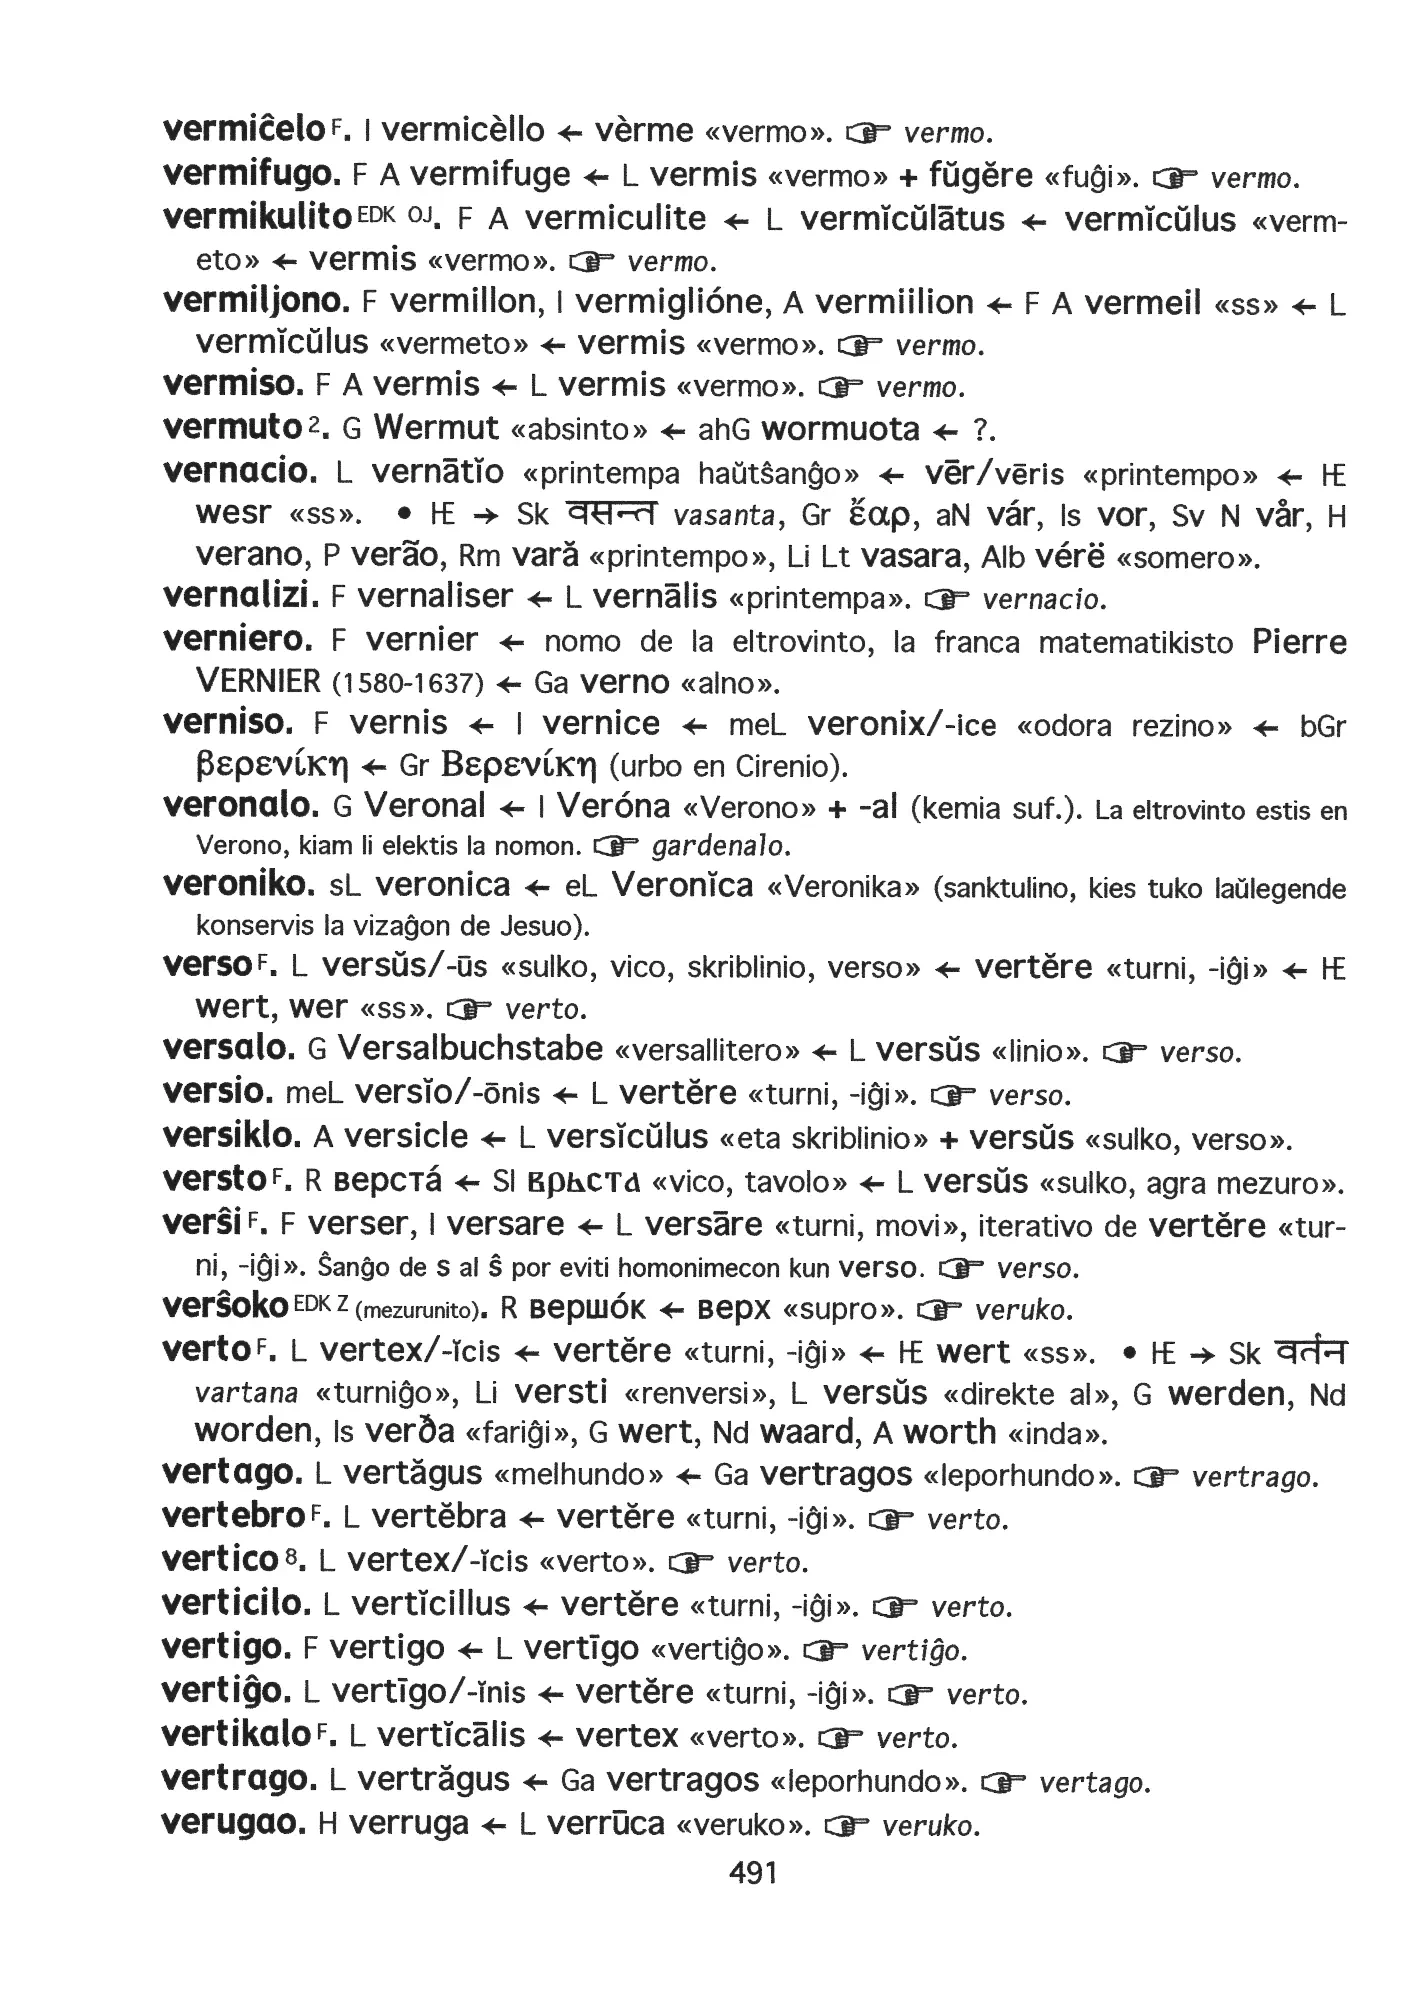 vermiĉelo F. I vermicèllo ← vèrme «vermo». ☞ vermo.
vermifugo. F A vermifuge ← L vermis «vermo» + fŭgĕre «fuĝi». ☞ vermo.
vermikulito EDK OJ. F A vermiculite ← L vermĭcŭlātus ← vermĭcŭlus «verm-
eto» ← vermis «vermo». ☞ vermo.
vermiljono. F vermillon, I vermiglióne, A vermiilion ← F A vermeil «ss» ← L
vermĭcŭlus «vermeto» ← vermis «vermo». ☞ vermo.
vermiso. F A vermis ← L vermis «vermo». ☞ vermo.
vermuto 2. G Wermut «absinto» ← ahG wormuota ← ?.
vernacio. L vernātĭo «printempa haŭtŝanĝo» ← vēr/vēris «printempo» ← IE
wesr «ss». • IE → Sk वसन्त vasanta, Gr ἔαρ, aN vár, Is vor, Sv N vår, H
verano, P verão, Rm vară «printempo», Li Lt vasara, Alb vérë «somero».
vernalizi. F vernaliser ← L vernālis «printempa». ☞ vernacio.
verniero. F vernier ← nomo de la eltrovinto, la franca matematikisto Pierre
VERNIER (1580-1637) ← Ga verno «alno».
verniso. F vernis ← I vernice ← meL veronix/-ice «odora rezino» ← bGr
βερενίκη ← Gr Βερενίκη (urbo en Cirenio).
veronalo. G Veronal ← I Veróna «Verono» + -al (kemia suf.). La eltrovinto estis en
Verono, kiam li elektis la nomon. ☞ gardenalo.
veroniko. sL veronica ← eL Veronĭca «Veronika» (sanktulino, kies tuko laŭlegende
konservis la vizaĝon de Jesuo).
verso F. L versŭs/-ūs «sulko, vico, skriblinio, verso» ← vertĕre «turni, -iĝi» ← IE
wert, wer «ss». ☞ verto.
versalo. G Versalbuchstabe «versallitero» ← L versŭs «linio». ☞ verso.
versio. meL versĭo/-ōnis ← L vertĕre «turni, -iĝi». ☞ verso.
versiklo. A versicle ← L versĭcŭlus «eta skriblinio» + versŭs «sulko, verso».
versto F. R верста́ ← Sl врьста «vico, tavolo» ← L versŭs «sulko, agra mezuro».
verŝi F. F verser, I versare ← L versāre «turni, movi», iterativo de vertĕre «tur-
ni, -iĝi». Ŝanĝo de s al ŝ por eviti homonimecon kun verso. ☞ verso.
verŝoko EDK Z (mezurunito). R вершо́к ← верх «supro». ☞ veruko.
verto F. L vertex/-ĭcis ← vertĕre «turni, -iĝi» ← IE wert «ss». • IE → Sk वर्तन
vartana «turniĝo», Li versti «renversi», L versŭs «direkte al», G werden, Nd
worden, Is verða «fariĝi», G wert, Nd waard, A worth «inda».
vertago. L vertăgus «melhundo» ← Ga vertragos «leporhundo». ☞ vertrago.
vertebro F. L vertĕbra ← vertĕre «turni, -iĝi». ☞ verto.
vertico 8. L vertex/-ĭcis «verto». ☞ verto.
verticilo. L vertĭcillus ← vertĕre «turni, -iĝi». ☞ verto.
vertigo. F vertigo ← L vertīgo «vertiĝo». ☞ vertiĝo.
vertiĝo. L vertīgo/-ĭnis ← vertĕre «turni, -iĝi». ☞ verto.
vertikalo F. L vertĭcālis ← vertex «verto». ☞ verto.
vertrago. L vertrăgus ← Ga vertragos «leporhundo». ☞ vertago.
verugao. H verruga ← L verrūca «veruko». ☞ veruko.
491